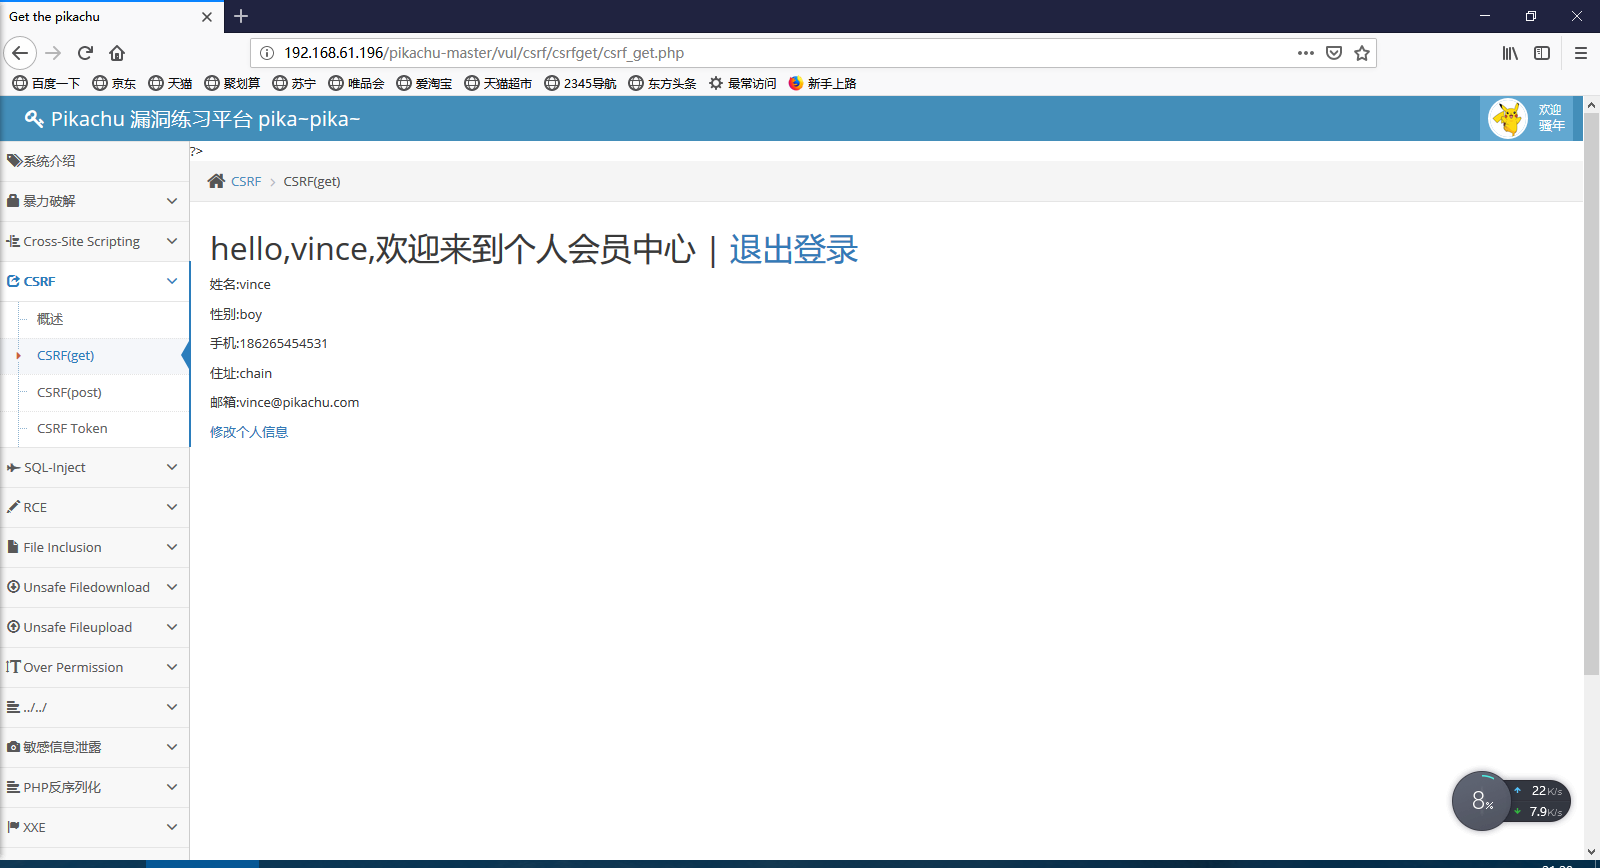 Get the pikachu
192.168.61.196/pikachu-master/vul/csrf/csrfget/csrf_get.php
百度一下 京东 天猫 聚划算 苏宁 唯品会 爱淘宝 天猫超市 2345导航 东方头条 最常访问 新手上路
Pikachu 漏洞练习平台 pika~pika~
欢迎
骚年
系统介绍
暴力破解
Cross-Site Scripting
CSRF
概述
CSRF(get)
CSRF(post)
CSRF Token
SQL-Inject
RCE
File Inclusion
Unsafe Filedownload
Unsafe Fileupload
Over Permission
../../
敏感信息泄露
PHP反序列化
XXE
?>
CSRF > CSRF(get)
hello,vince,欢迎来到个人会员中心 | 退出登录
姓名:vince
性别:boy
手机:186265454531
住址:chain
邮箱:vince@pikachu.com
修改个人信息
8%
22K/s
7.9K/s